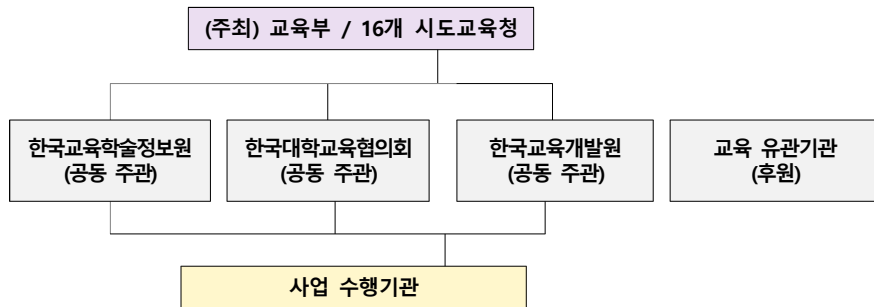 (주최) 교육부 / 16개 시도교육청
한국교육학술정보원
(공동 주관)
한국대학교육협의회
(공동 주관)
한국교육개발원
(공동 주관)
교육 유관기관
(후원)
사업 수행기관